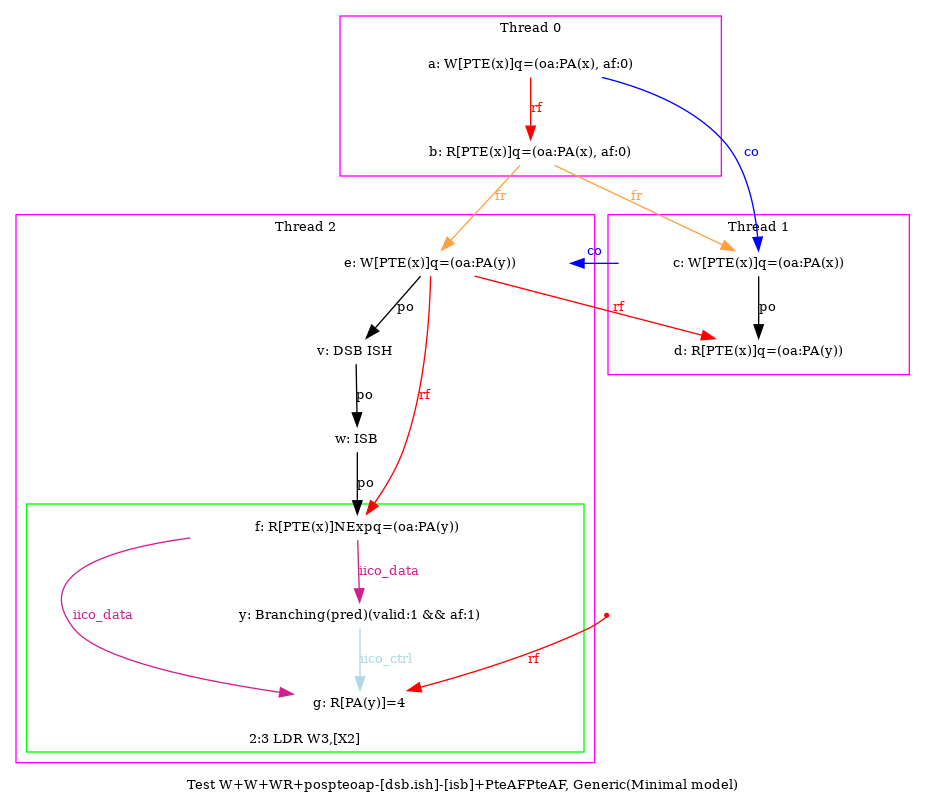 Thread 0
a: W[PTE(x)]q=(oa:PA(x), af:0)
rf
b: R[PTE(x)]q=(oa:PA(x), af:0)
co
fr
fr
Thread 2
Thread 1
e: W[PTE(x)]q=(oa:PA(y))
co
c: W[PTE(x)]q=(oa:PA(x))
po
rf
po
v: DSB ISH
d: R[PTE(x)]q=(oa:PA(y))
po
rf
w: ISB
po
f: R[PTE(x)]NExpq=(oa:PA(y))
iico_data
iico_data
y: Branching(pred)(valid:1 && af:1)
iico_ctrl
rf
g: R[PA(y)]=4
2:3 LDR W3,[X2]
Test W+W+WR+pospteoap-[dsb.ish]-[isb]+PteAFPteAF, Generic(Minimal model)